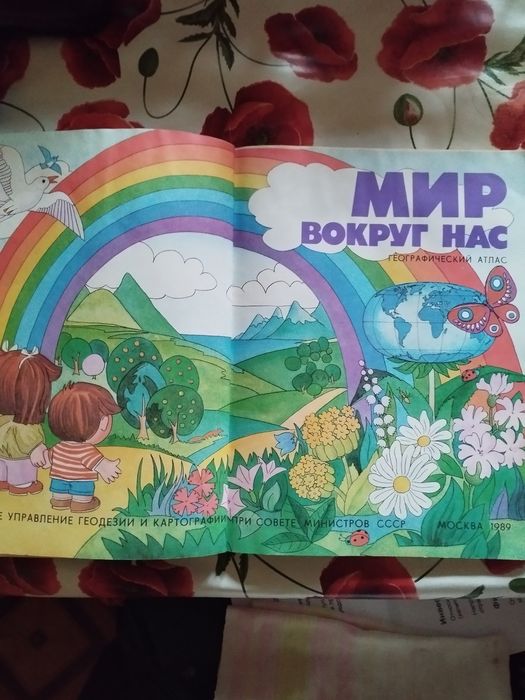 МИР
ВОКРУГ НАС
ГЕОГРАФИЧЕСКИЙ АТЛАС
УПРАВЛЕНИЕ ГЕОДЕЗИИ И КАРТОГРАФИИ ПРИ СОВЕТЕ МИНИСТРОВ СССР МОСКВА 1989